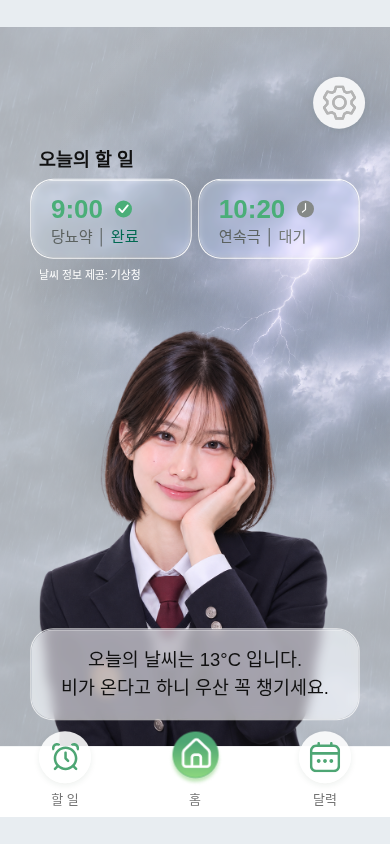 오늘의 할 일
9:00
당뇨약 | 완료
10:20
연속극 | 대기
날씨 정보 제공: 기상청
오늘의 날씨는 13°C 입니다.
비가 온다고 하니 우산 꼭 챙기세요.
할 일
홈
달력